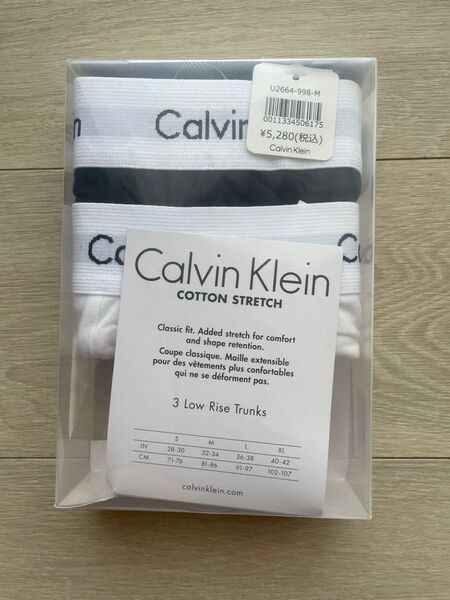 U2664-998-M
0011334506175
¥5,280(税込)
Calvin Klein
Calvin
Ca
Calvin Klein
COTTON STRETCH
Classic fit. Added stretch for comfort
and shape retention.
Coupe classique. Maille extensible
pour des vêtements plus confortables
qui ne se déforment pas.
3 Low Rise Trunks
S M L XL
IN 28-30 32-34 36-38 40-42
CM 71-76 81-86 91-97 102-107
calvinklein.com